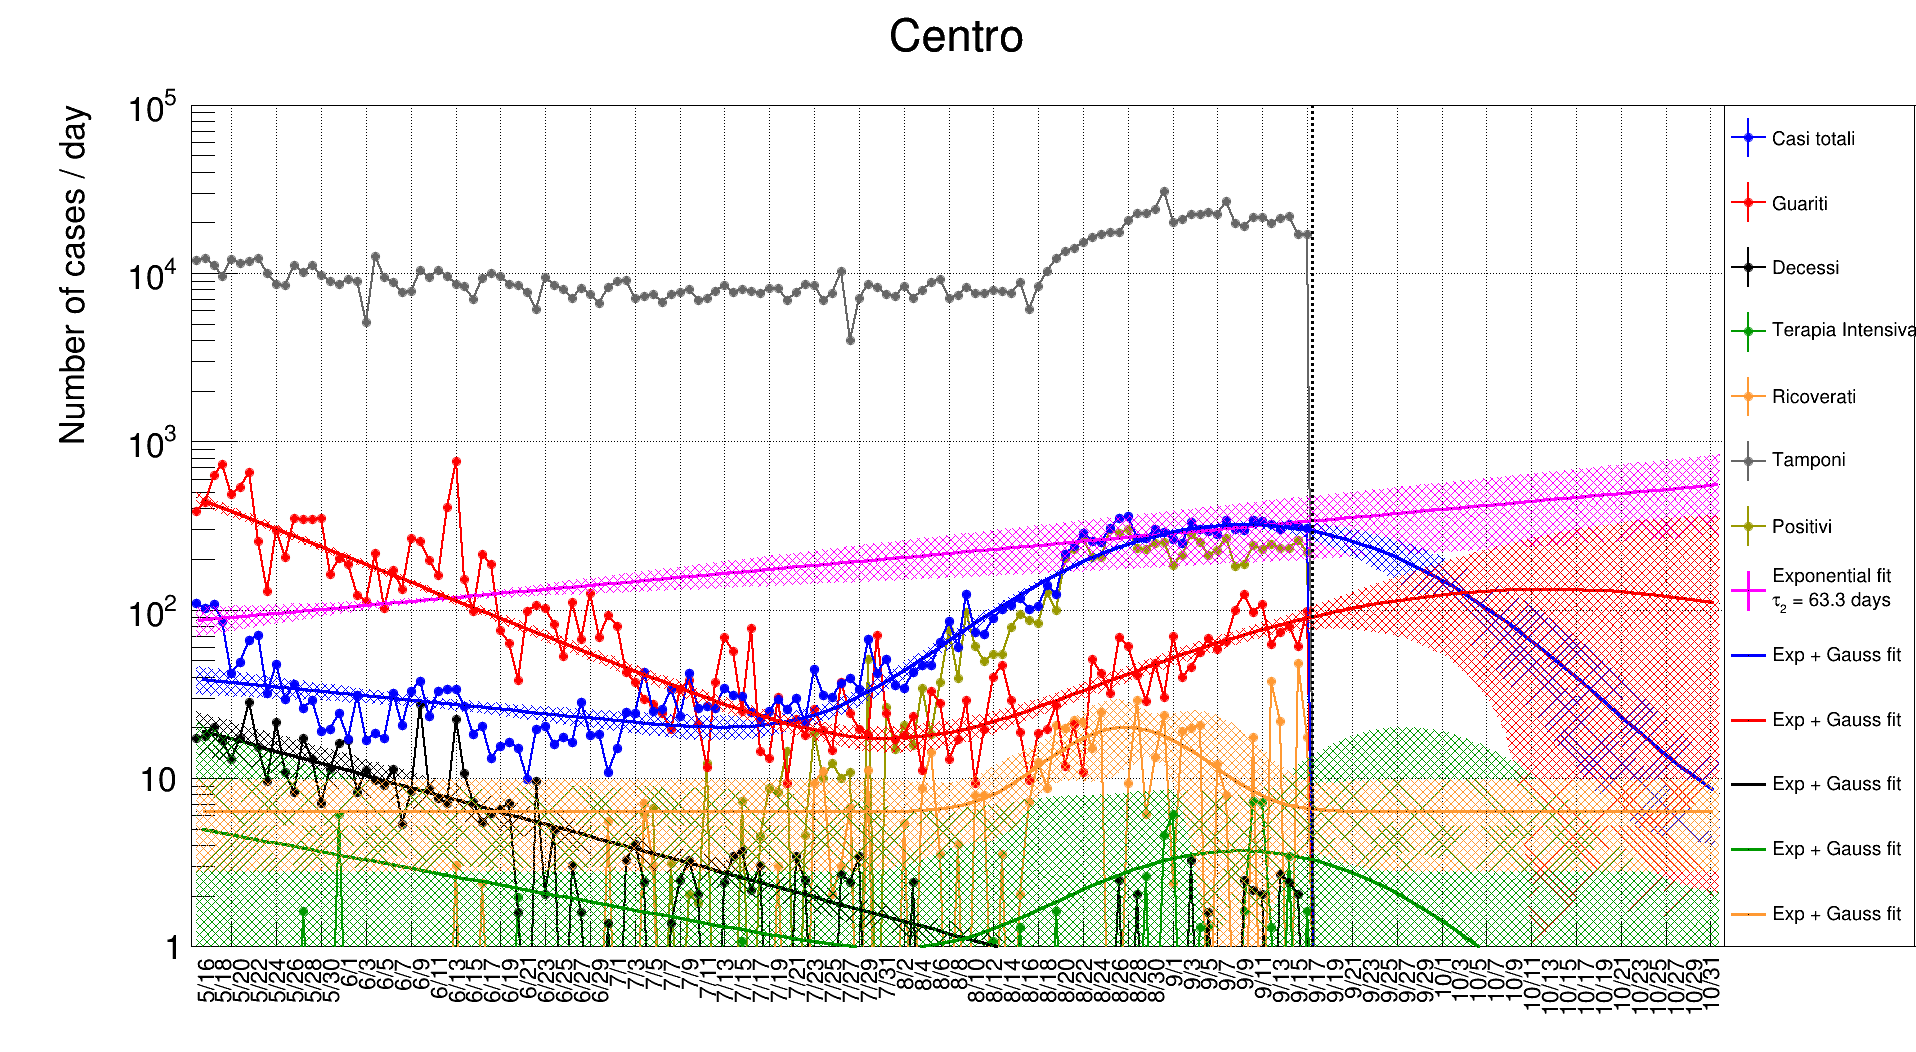 Centro
Number of cases / day
10^5
10^4
10^3
10^2
10
1
5/16 5/18 5/20 5/22 5/24 5/26 5/28 5/30 6/1 6/3 6/5 6/7 6/9 6/11 6/13 6/15 6/17 6/19 6/21 6/23 6/25 6/27 6/29 7/1 7/3 7/5 7/7 7/9 7/11 7/13 7/15 7/17 7/19 7/21 7/23 7/25 7/27 7/29 7/31 8/2 8/4 8/6 8/8 8/10 8/12 8/14 8/16 8/18 8/20 8/22 8/24 8/26 8/28 8/30 9/1 9/3 9/5 9/7 9/9 9/11 9/13 9/15 9/17 9/19 9/21 9/23 9/25 9/27 9/29 10/1 10/3 10/5 10/7 10/9 10/11 10/13 10/15 10/17 10/19 10/21 10/23 10/25 10/27 10/29 10/31
Casi totali
Guariti
Decessi
Terapia Intensiva
Ricoverati
Tamponi
Positivi
Exponential fit
τ₂ = 63.3 days
Exp + Gauss fit
Exp + Gauss fit
Exp + Gauss fit
Exp + Gauss fit
Exp + Gauss fit